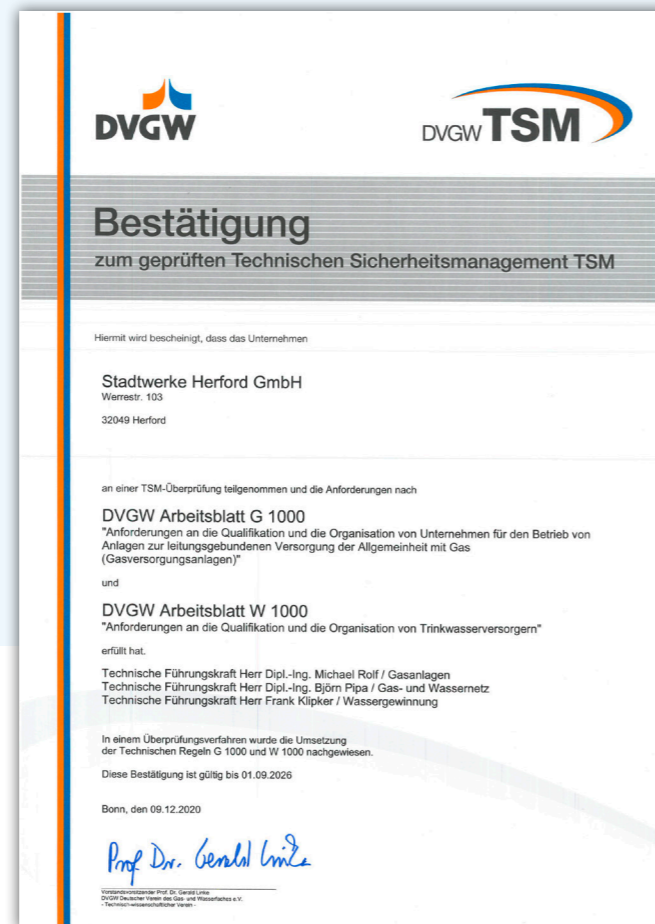 DVGW
DVGW TSM
Bestätigung
zum geprüften Technischen Sicherheitsmanagement TSM
Hiermit wird bescheinigt, dass das Unternehmen
Stadtwerke Herford GmbH
Werrestr. 103
32049 Herford
an einer TSM-Überprüfung teilgenommen und die Anforderungen nach
DVGW Arbeitsblatt G 1000
"Anforderungen an die Qualifikation und die Organisation von Unternehmen für den Betrieb von
Anlagen zur leitungsgebundenen Versorgung der Allgemeinheit mit Gas
(Gasversorgungsanlagen)"
und
DVGW Arbeitsblatt W 1000
"Anforderungen an die Qualifikation und die Organisation von Trinkwasserversorgern"
erfüllt hat.
Technische Führungskraft Herr Dipl.-Ing. Michael Rolf / Gasanlagen
Technische Führungskraft Herr Dipl.-Ing. Björn Pipa / Gas- und Wassernetz
Technische Führungskraft Herr Frank Klipker / Wassergewinnung
In einem Überprüfungsverfahren wurde die Umsetzung
der Technischen Regeln G 1000 und W 1000 nachgewiesen.
Diese Bestätigung ist gültig bis 01.09.2026
Bonn, den 09.12.2020
Prof Dr. Gerald Linke
Vorstandsvorsitzender Prof. Dr. Gerald Linke
DVGW Deutscher Verein des Gas- und Wasserfaches e.V.
- Technisch-wissenschaftlicher Verein -